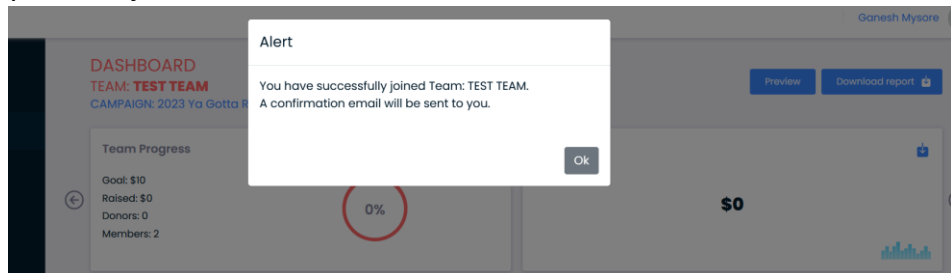 Ganesh Mysore
Alert
DASHBOARD
TEAM: TEST TEAM
CAMPAIGN: 2023 Ya Gotta
You have successfully joined Team: TEST TEAM.
A confirmation email will be sent to you.
Preview
Download report
Ok
Team Progress
Goal: $10
Raised: $0
Donors: 0
Members: 2
0%
$0